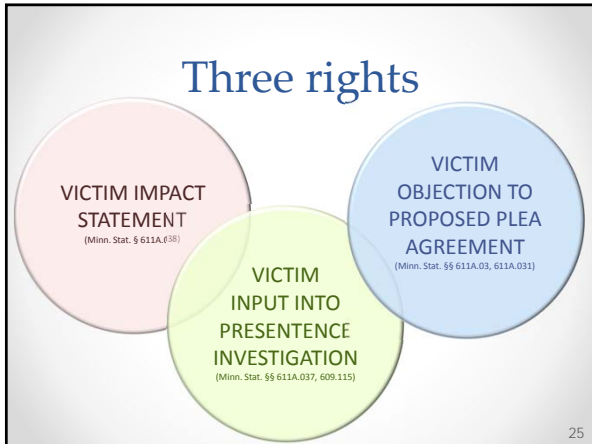 Three rights
VICTIM IMPACT
STATEMENT
(Minn. Stat. § 611A.038)
VICTIM
INPUT INTO
PRESENTENCE
INVESTIGATION
(Minn. Stat. §§ 611A.037, 609.115)
VICTIM
OBJECTION TO
PROPOSED PLEA
AGREEMENT
(Minn. Stat. §§ 611A.03, 611A.031)
25